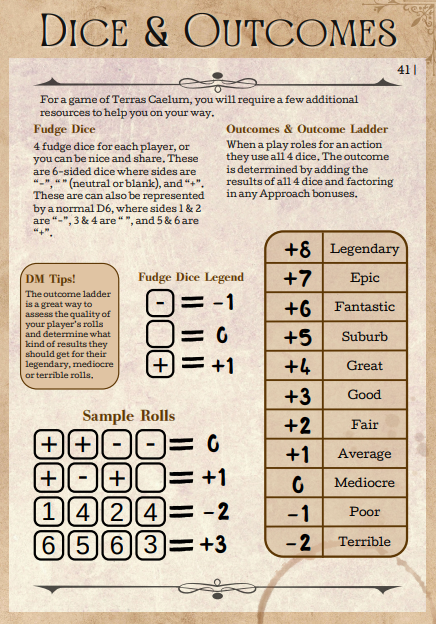 DICE & OUTCOMES
41 |
For a game of Terras Caelum, you will require a few additional
resources to help you on your way.
Fudge Dice
4 fudge dice for each player, or
you can be nice and share. These
are 6-sided dice where sides are
"-", " " (neutral or blank), and "+".
These are can also be represented
by a normal D6, where sides 1 & 2
are "-", 3 & 4 are " ", and 5 & 6 are
"+".
Outcomes & Outcome Ladder
When a play roles for an action
they use all 4 dice. The outcome
is determined by adding the
results of all 4 dice and factoring
in any Approach bonuses.
DM Tips!
The outcome ladder
is a great way to
assess the quality of
your player's rolls
and determine what
kind of results they
should get for their
legendary, mediocre
or terrible rolls.
Fudge Dice Legend
- = -1
= 0
+ = +1
Sample Rolls
+ + - - = 0
+ - + = +1
1 4 2 4 = -2
6 5 6 3 = +3
+8 Legendary
+7 Epic
+6 Fantastic
+5 Suburb
+4 Great
+3 Good
+2 Fair
+1 Average
0 Mediocre
-1 Poor
-2 Terrible